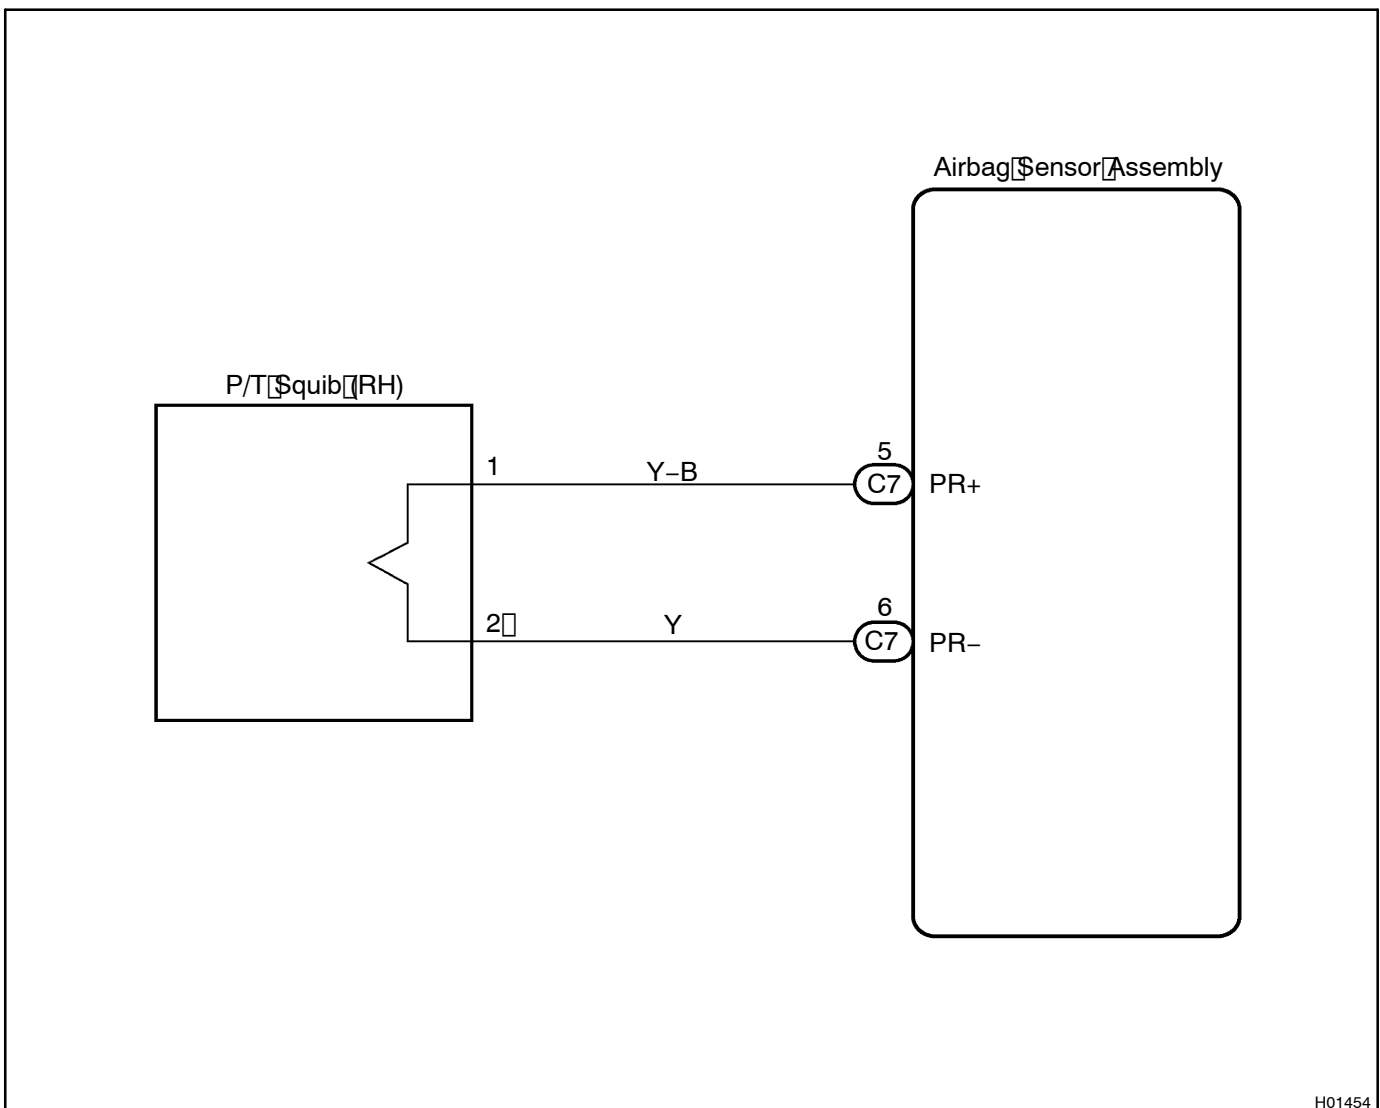 Airbag Sensor Assembly
P/T Squib (RH)
1
Y–B
5
C7
PR+
2
Y
6
C7
PR–
H01454